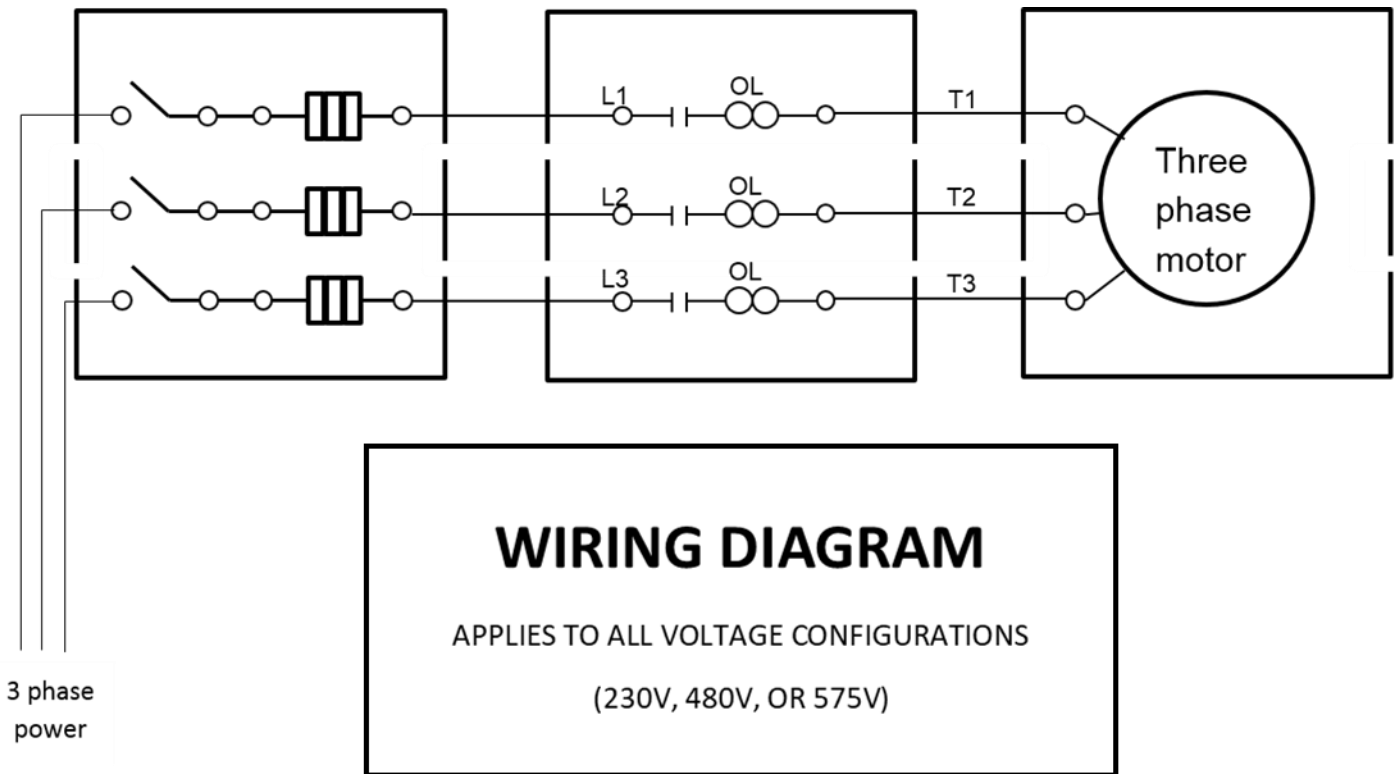 L1
OL
T1
L2
OL
T2
L3
OL
T3
Three
phase
motor
WIRING DIAGRAM
APPLIES TO ALL VOLTAGE CONFIGURATIONS
(230V, 480V, OR 575V)
3 phase
power